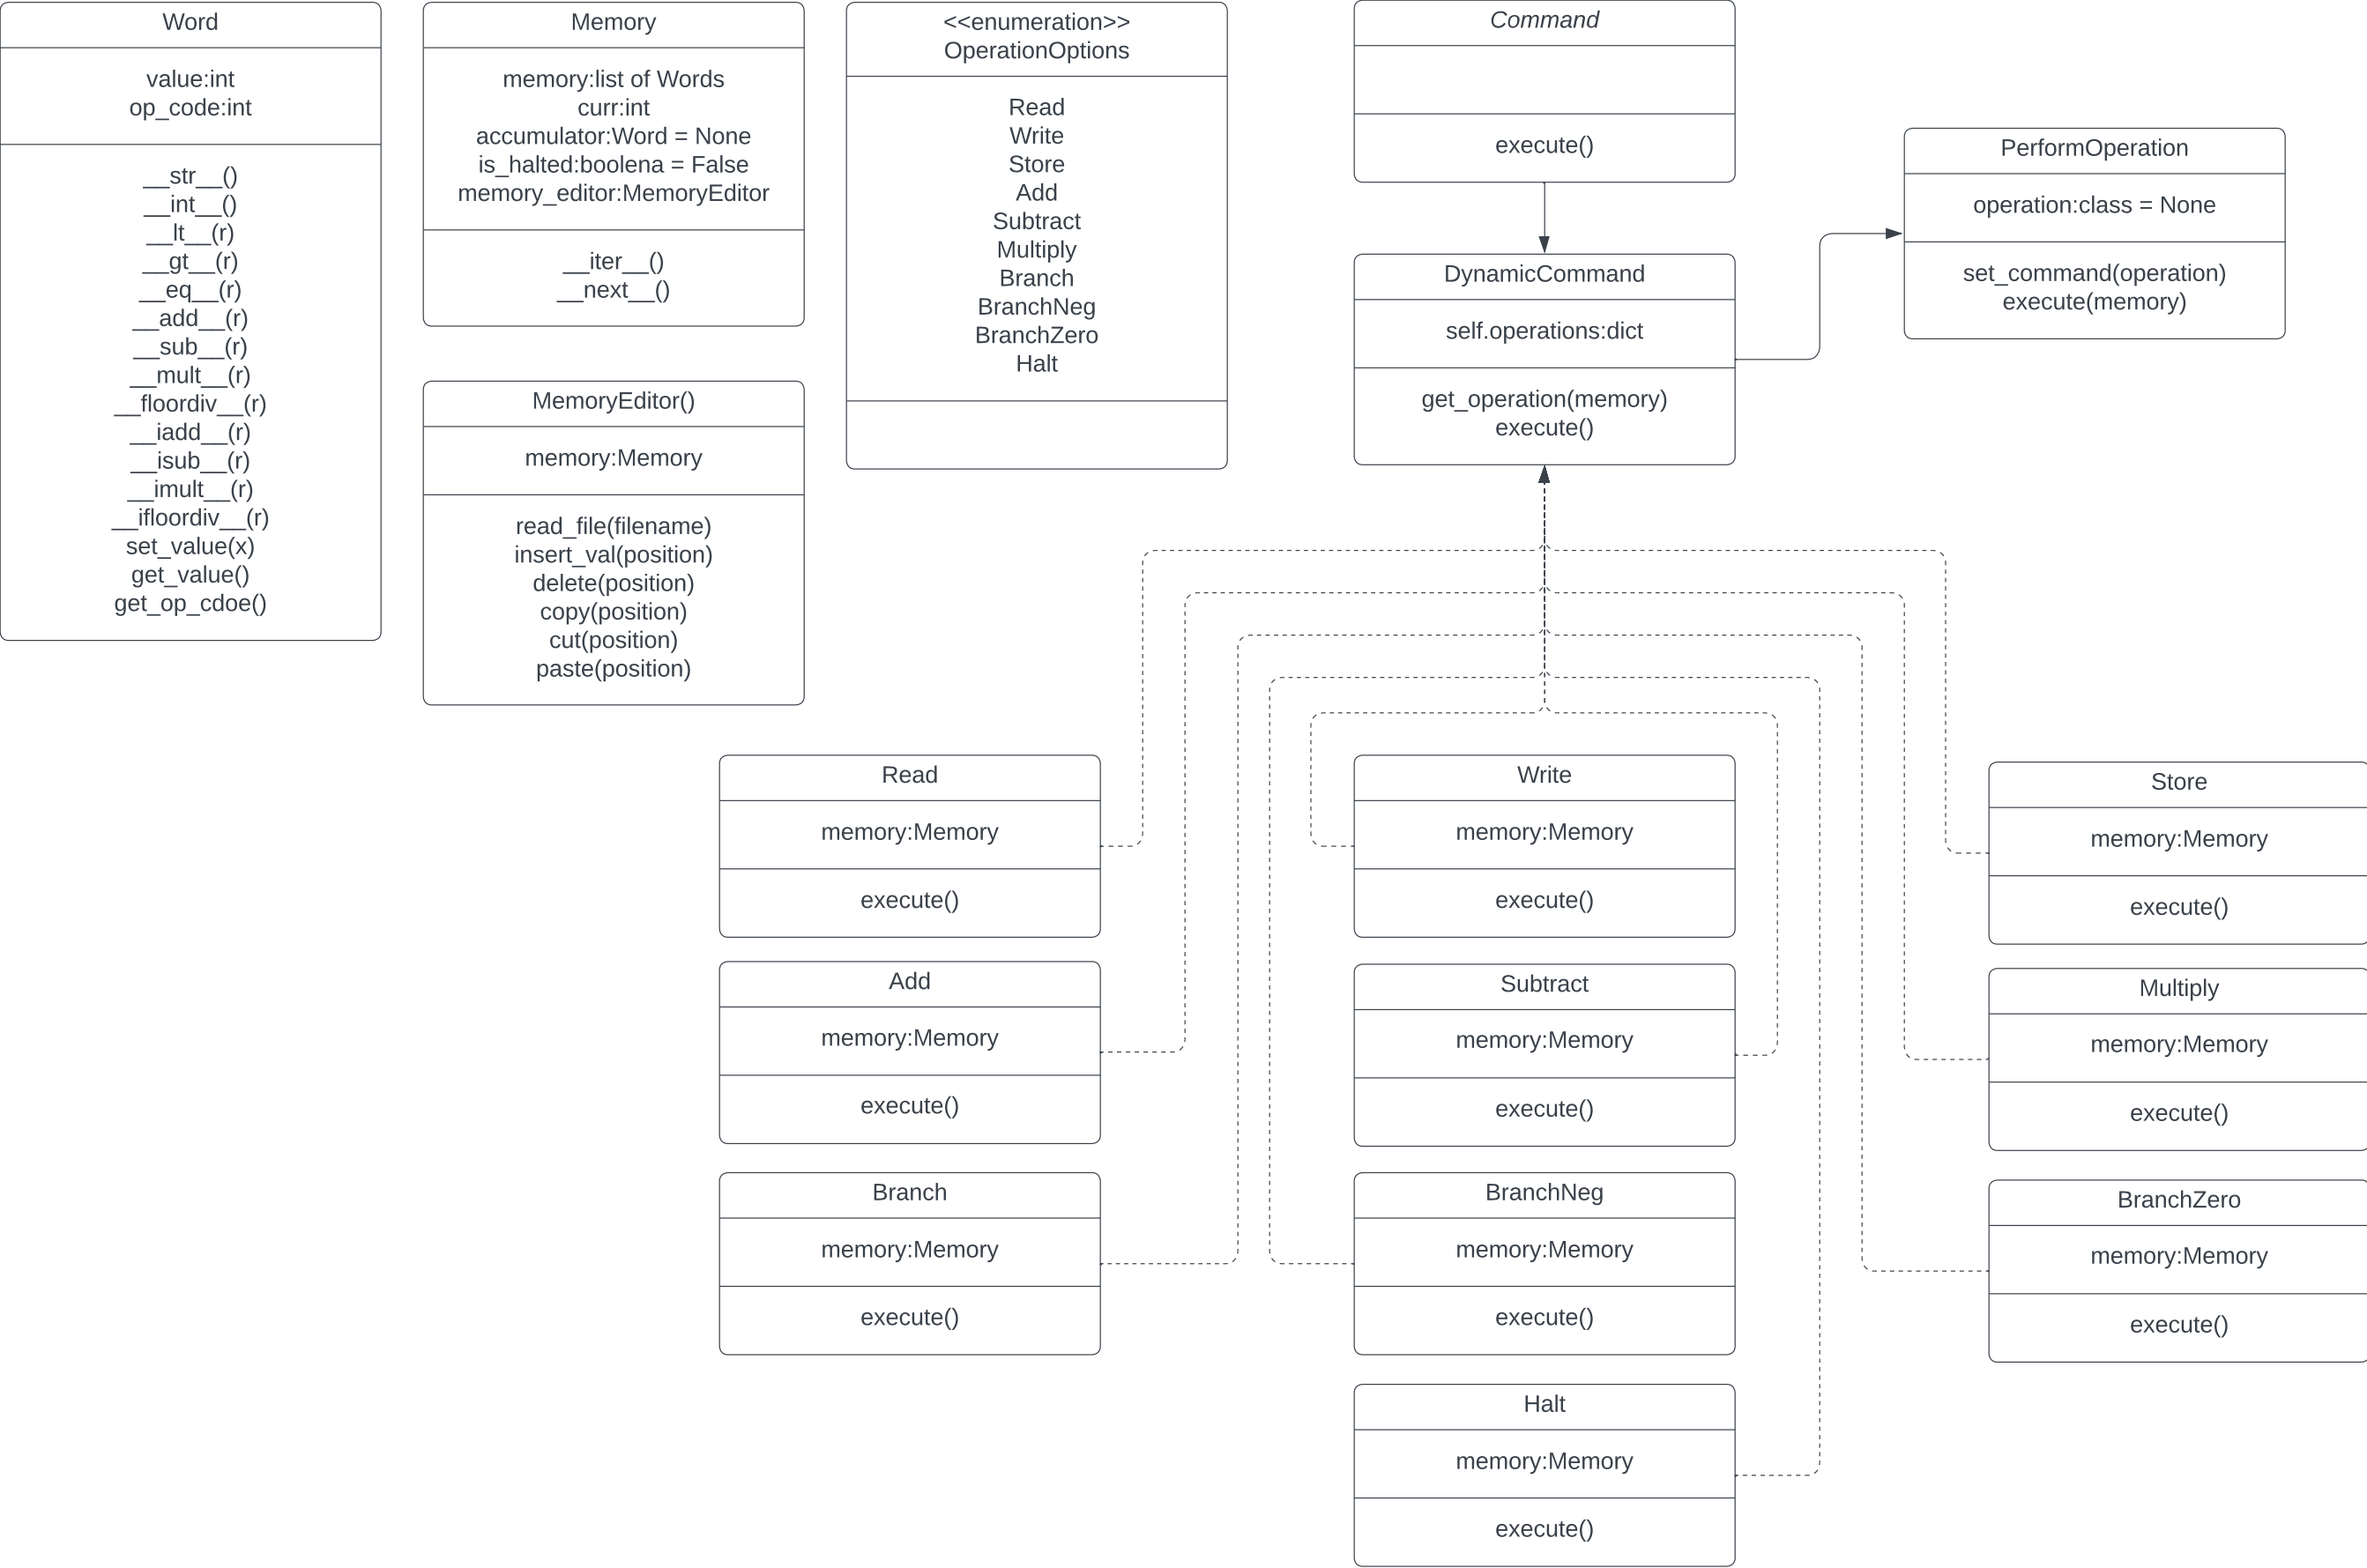 Word
value:int
op_code:int
__str__()
__int__()
__lt__(r)
__gt__(r)
__eq__(r)
__add__(r)
__sub__(r)
__mult__(r)
__floordiv__(r)
__iadd__(r)
__isub__(r)
__imult__(r)
__ifloordiv__(r)
set_value(x)
get_value()
get_op_cdoe()
Memory
memory:list of Words
curr:int
accumulator:Word = None
is_halted:boolena = False
memory_editor:MemoryEditor
__iter__()
__next__()
MemoryEditor()
memory:Memory
read_file(filename)
insert_val(position)
delete(position)
copy(position)
cut(position)
paste(position)
<<enumeration>>
OperationOptions
Read
Write
Store
Add
Subtract
Multiply
Branch
BranchNeg
BranchZero
Halt
Command
execute()
DynamicCommand
self.operations:dict
get_operation(memory)
execute()
PerformOperation
operation:class = None
set_command(operation)
execute(memory)
Read
memory:Memory
execute()
Write
memory:Memory
execute()
Store
memory:Memory
execute()
Add
memory:Memory
execute()
Subtract
memory:Memory
execute()
Multiply
memory:Memory
execute()
Branch
memory:Memory
execute()
BranchNeg
memory:Memory
execute()
BranchZero
memory:Memory
execute()
Halt
memory:Memory
execute()